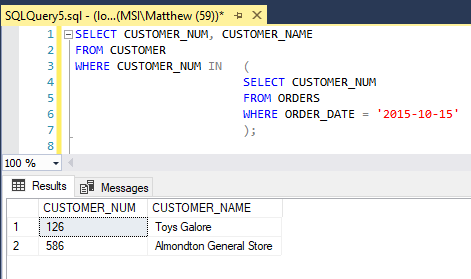 SQLQuery5.sql - (lo...(MSI\Matthew (59))*
1 SELECT CUSTOMER_NUM, CUSTOMER_NAME
2 FROM CUSTOMER
3 WHERE CUSTOMER_NUM IN (
4 SELECT CUSTOMER_NUM
5 FROM ORDERS
6 WHERE ORDER_DATE = '2015-10-15'
7 );
8
100 %
Results Messages
CUSTOMER_NUM CUSTOMER_NAME
1 126 Toys Galore
2 586 Almondton General Store